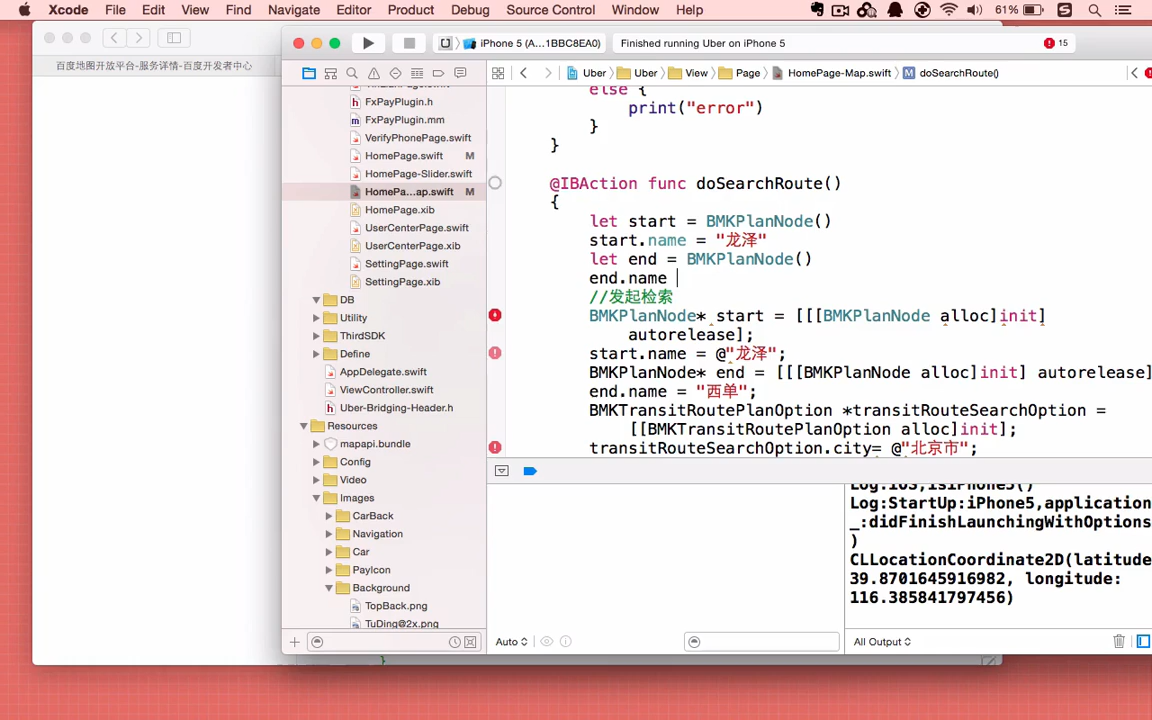 Xcode File Edit View Find Navigate Editor Product Debug Source Control Window Help 61%
iPhone 5 (A...1BBC8EA0) Finished running Uber on iPhone 5 15
百度地图开放平台-服务详情-百度开发者中心
Uber Uber View Page HomePage-Map.swift M doSearchRoute()
FxPayPlugin.h
FxPayPlugin.mm
VerifyPhonePage.swift
HomePage.swift M
HomePage-Slider.swift
HomePa...ap.swift M
HomePage.xib
UserCenterPage.swift
UserCenterPage.xib
SettingPage.swift
SettingPage.xib
DB
Utility
ThirdSDK
Define
AppDelegate.swift
ViewController.swift
Uber-Bridging-Header.h
Resources
mapapi.bundle
Config
Video
Images
CarBack
Navigation
Car
PayIcon
Background
TopBack.png
TuDing@2x.png
else {
print("error")
}
}
@IBAction func doSearchRoute()
{
let start = BMKPlanNode()
start.name = "龙泽"
let end = BMKPlanNode()
end.name
//发起检索
BMKPlanNode* start = [[[BMKPlanNode alloc]init]
autorelease];
start.name = @"龙泽";
BMKPlanNode* end = [[[BMKPlanNode alloc]init] autorelease]
end.name = "西单";
BMKTransitRoutePlanOption *transitRouteSearchOption =
[[BMKTransitRoutePlanOption alloc]init];
transitRouteSearchOption.city= @"北京市";
Log:iOS,isiPhone5()
Log:StartUp:iPhone5,application
_:didFinishLaunchingWithOptions
)
CLLocationCoordinate2D(latitude
39.8701645916982, longitude:
116.385841797456)
Auto
All Output
}